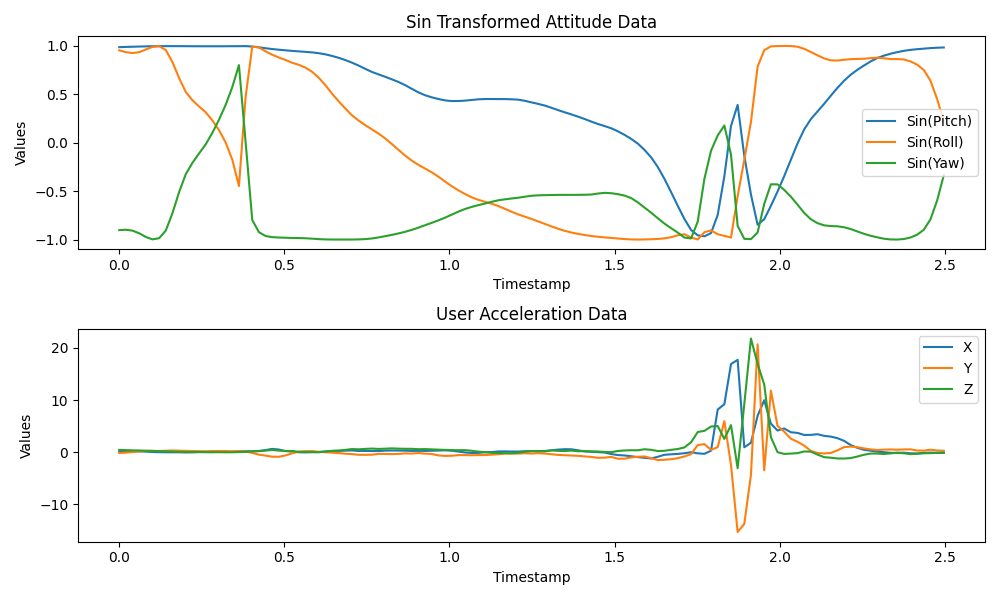 Sin Transformed Attitude Data
Values
1.0
0.5
0.0
−0.5
−1.0
Sin(Pitch)
Sin(Roll)
Sin(Yaw)
0.0 0.5 1.0 1.5 2.0 2.5
Timestamp
User Acceleration Data
Values
20
10
0
−10
X
Y
Z
0.0 0.5 1.0 1.5 2.0 2.5
Timestamp